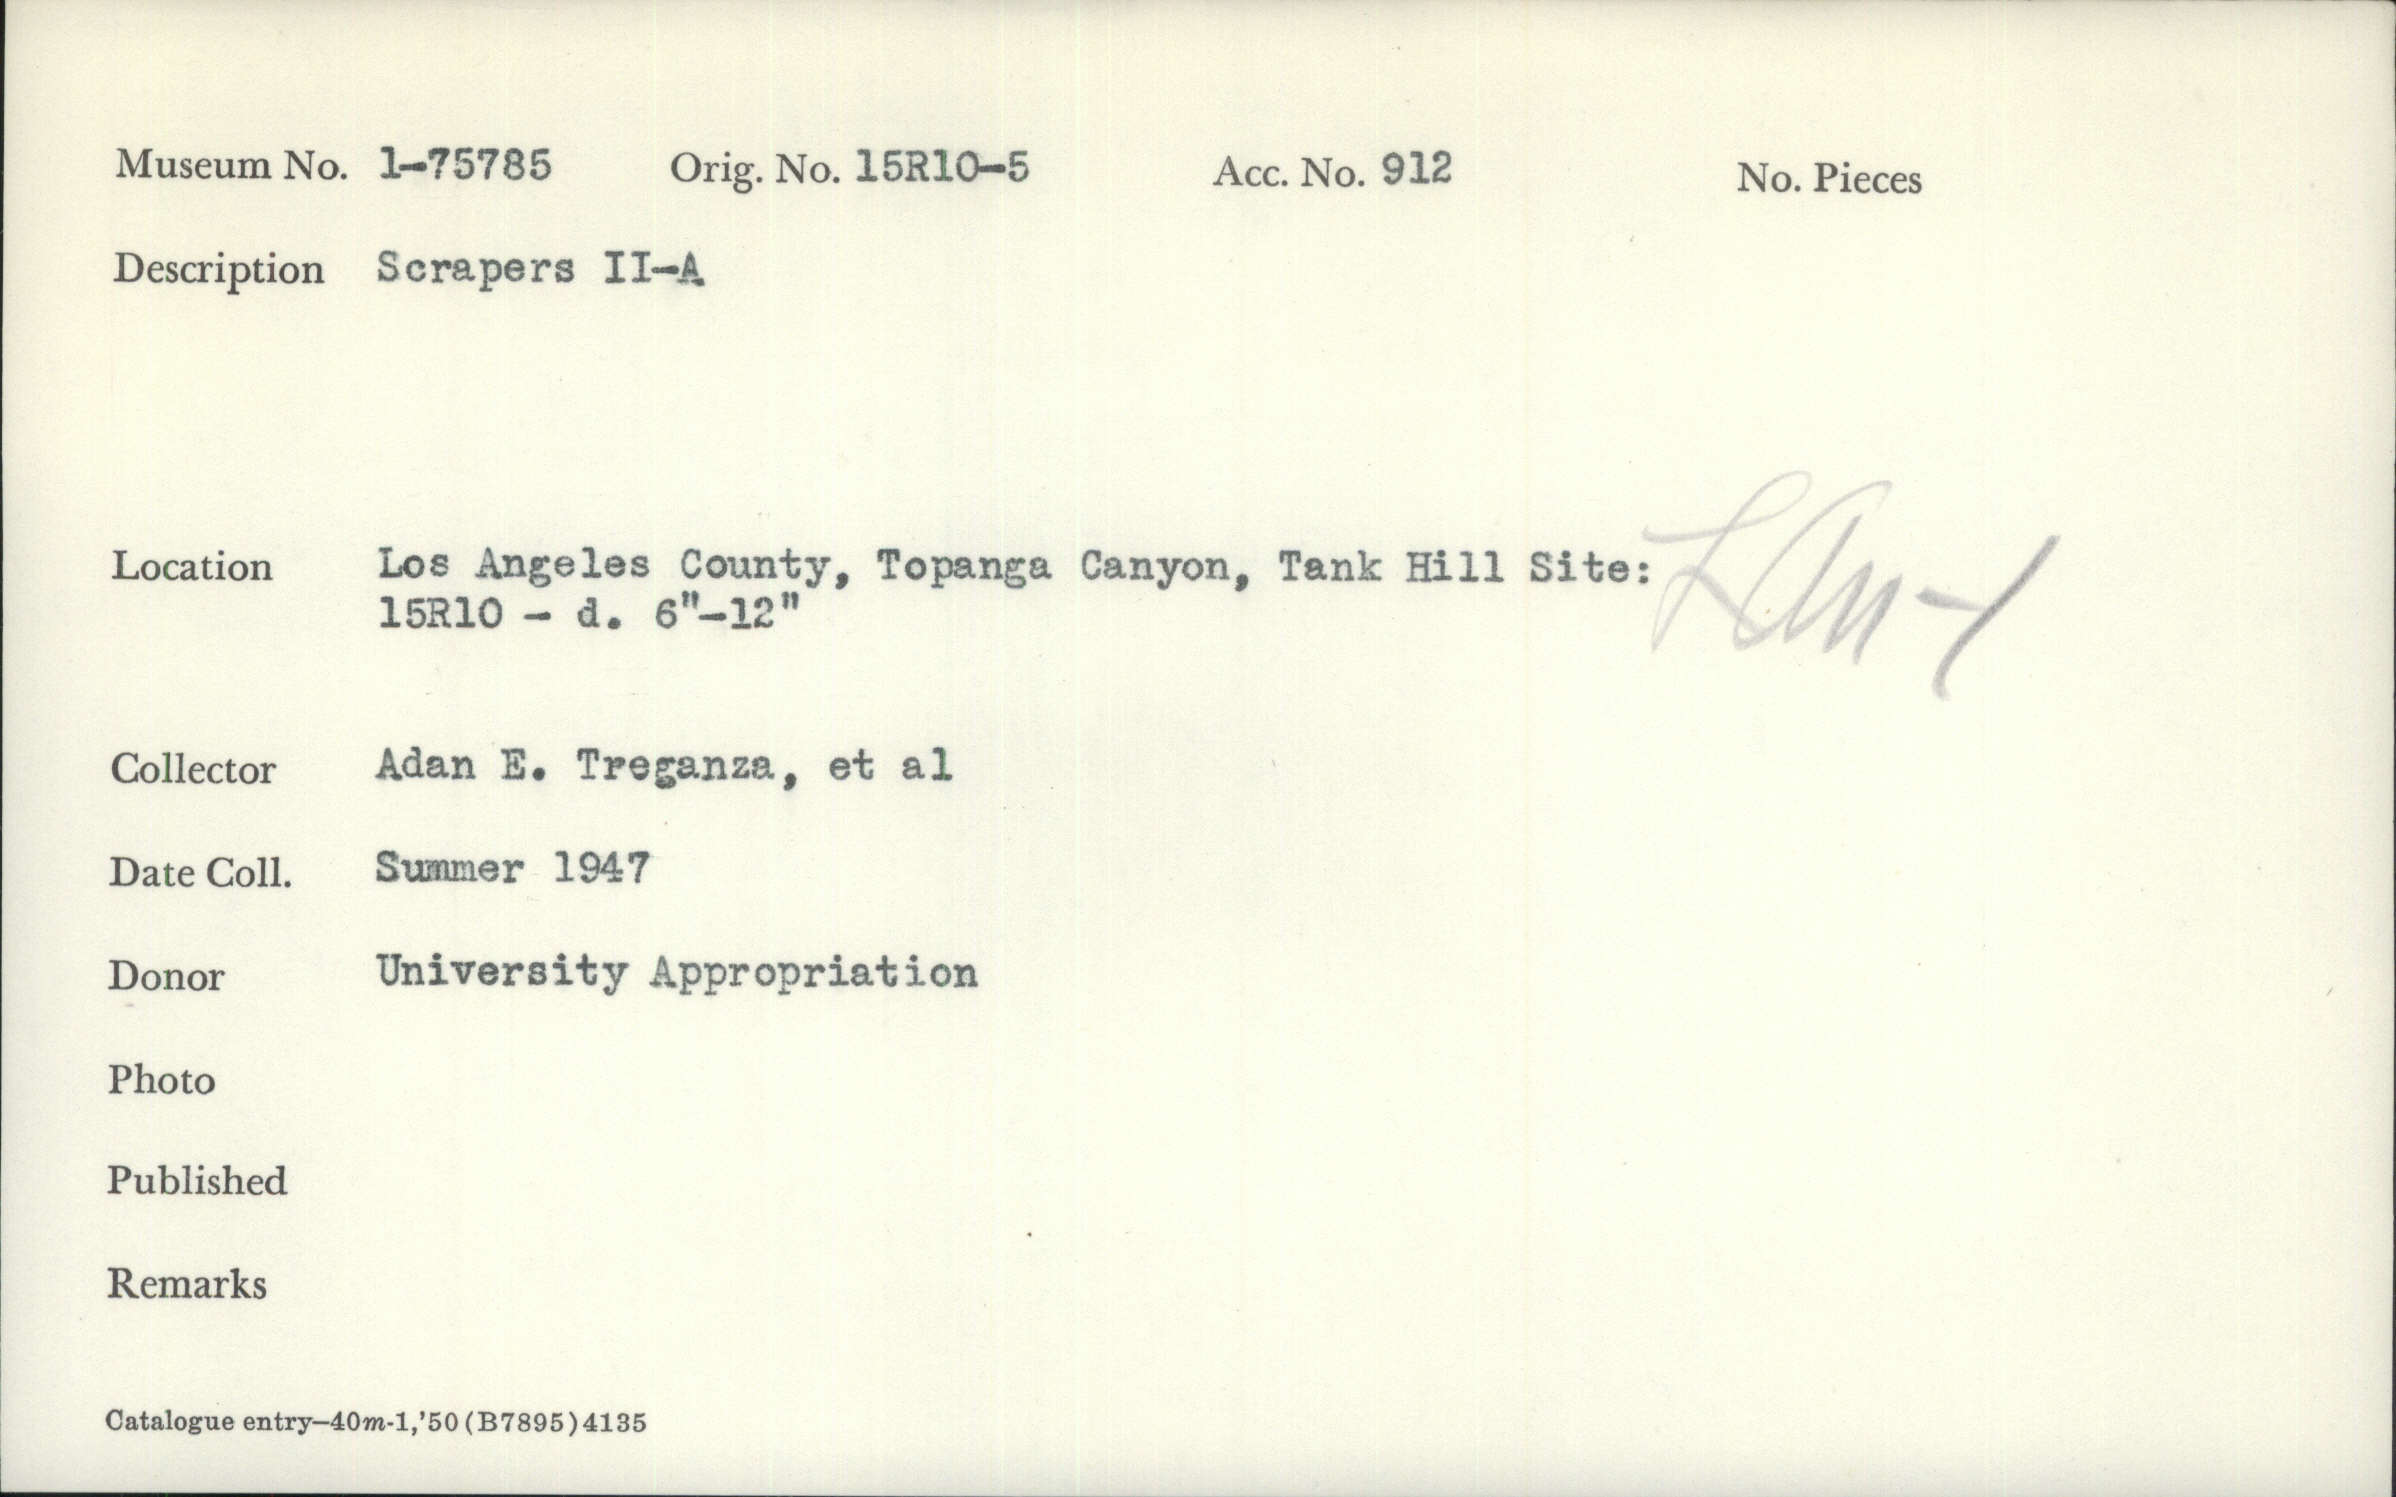 Museum No. 1-75785 Orig. No. 15R10-5 Acc. No. 912 No. Pieces
Description Scrapers II-A
Location Los Angeles County, Topanga Canyon, Tank Hill Site: LAn-1
15R10 - d. 6"-12"
Collector Adan E. Treganza, et al
Date Coll. Summer 1947
Donor University Appropriation
Photo
Published
Remarks
Catalogue entry—40m-1,'50(B7895)4135